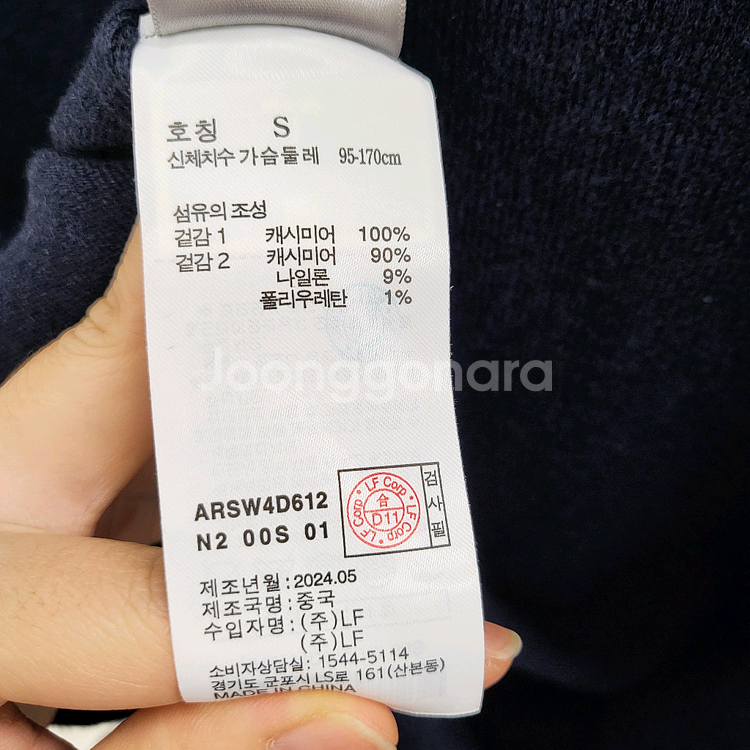 호칭 S
신체치수 가슴둘레 95-170cm
섬유의 조성
겉감 1 캐시미어 100%
겉감 2 캐시미어 90%
나일론 9%
폴리우레탄 1%
Joonggonara
ARSW4D612
N2 00S 01
LF Corp
合
D11
LF Corp
LF Corp
검사필
제조년월 : 2024.05
제조국명 : 중국
수입자명 : (주)LF
(주)LF
소비자상담실: 1544-5114
경기도 군포시 LS로 161(산본동)
MADE IN CHINA